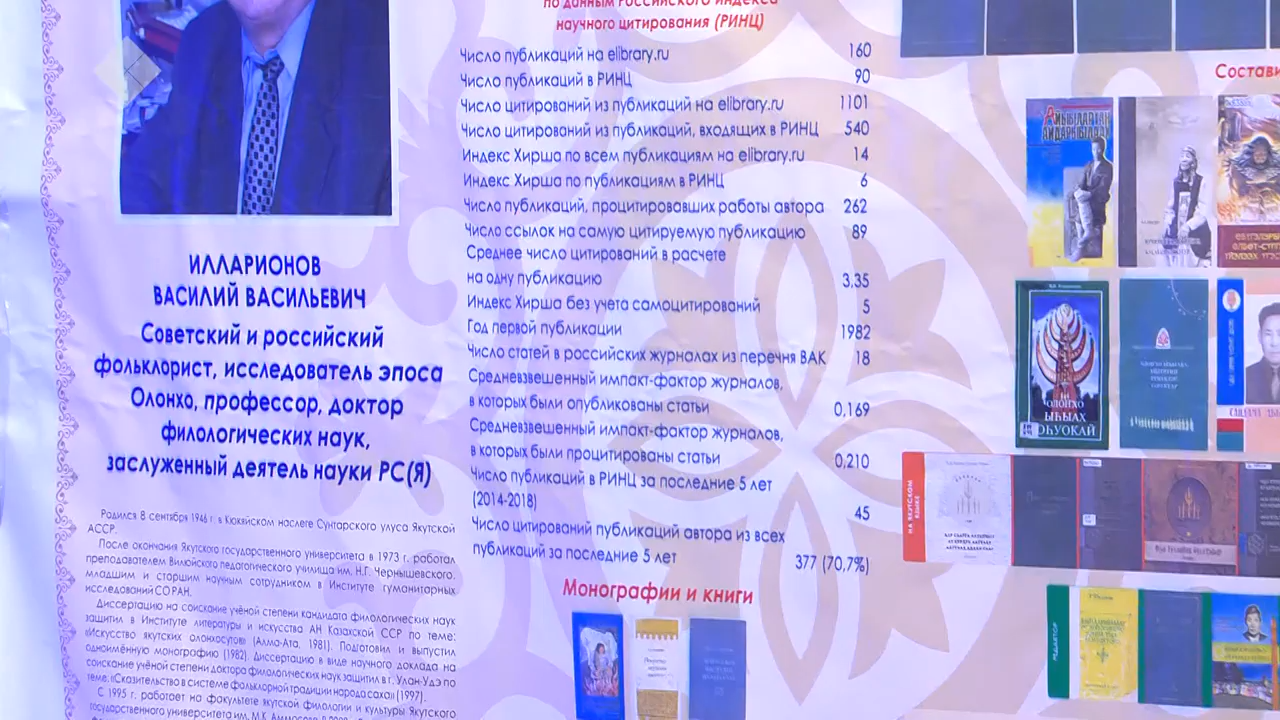 ИЛЛАРИОНОВ
ВАСИЛИЙ ВАСИЛЬЕВИЧ
Советский и российский
фольклорист, исследователь эпоса
Олонхо, профессор, доктор
филологических наук,
заслуженный деятель науки РС(Я)
Родился 8 сентября 1946 г. в Кюкяйском наслеге Сунтарского улуса Якутской
АССР.
После окончания Якутского государственного университета в 1973 г. работал
преподавателем Вилюйского педагогического училища им. Н.Г. Чернышевского,
младшим и старшим научным сотрудником в Институте гуманитарных
исследований СО РАН.
Диссертацию на соискание учёной степени кандидата филологических наук
защитил в Институте литературы и искусства АН Казахской ССР по теме:
«Искусство якутских олонхосутов» (Алма-Ата, 1981). Подготовил и выпустил
одноимённую монографию (1982). Диссертацию в виде научного доклада на
соискание учёной степени доктора филологических наук защитил в г. Улан-Удэ по
теме: «Сказительство в системе фольклорной традиции народа саха» (1997).
С 1995 г. работает на факультете якутской филологии и культуры Якутского
государственного университета им. М.К. Аммосова.
по данным Российского индекса
научного цитирования (РИНЦ)
Число публикаций на elibrary.ru 160
Число публикаций в РИНЦ 90
Число цитирований из публикаций на elibrary.ru 1101
Число цитирований из публикаций, входящих в РИНЦ 540
Индекс Хирша по всем публикациям на elibrary.ru 14
Индекс Хирша по публикациям в РИНЦ 6
Число публикаций, процитировавших работы автора 262
Число ссылок на самую цитируемую публикацию 89
Среднее число цитирований в расчете
на одну публикацию 3,35
Индекс Хирша без учета самоцитирований 5
Год первой публикации 1982
Число статей в российских журналах из перечня ВАК 18
Средневзвешенный импакт-фактор журналов,
в которых были опубликованы статьи 0,169
Средневзвешенный импакт-фактор журналов,
в которых были процитированы статьи 0,210
Число публикаций в РИНЦ за последние 5 лет
(2014-2018) 45
Число цитирований публикаций автора из всех
публикаций за последние 5 лет 377 (70,7%)
Монографии и книги
Состави
ОЛОНХО
ЫҺЫАХ
ОҺУОКАЙ
НА ЯКУТСКОМ
ЯЗЫКЕ
РЕДАКТОР